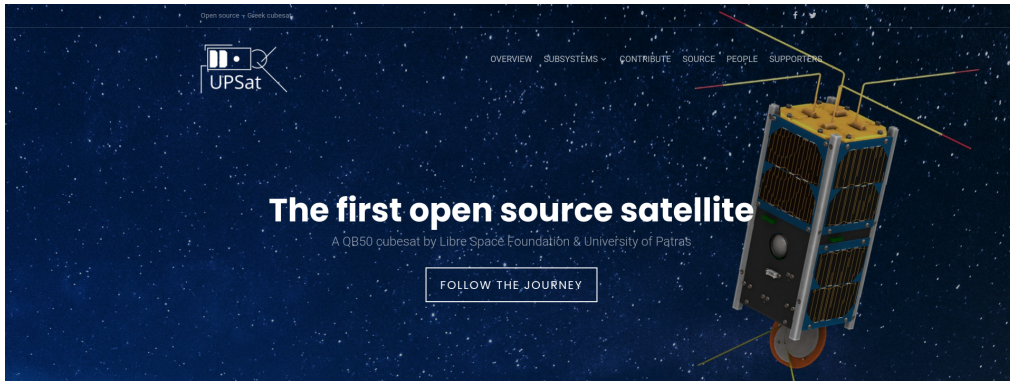 Open source – Greek cubesat
UPSat
OVERVIEW SUBSYSTEMS CONTRIBUTE SOURCE PEOPLE SUPPORTERS
The first open source satellite
A QB50 cubesat by Libre Space Foundation & University of Patras
FOLLOW THE JOURNEY